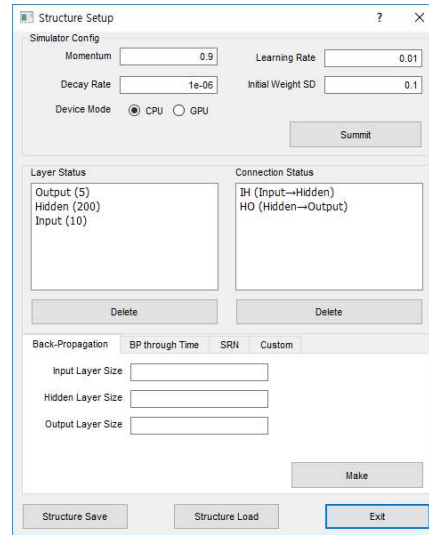 Structure Setup
?
Simulator Config
Momentum 0.9 Learning Rate 0.01
Decay Rate 1e-06 Initial Weight SD 0.1
Device Mode CPU GPU
Summit
Layer Status
Output (5)
Hidden (200)
Input (10)
Delete
Connection Status
IH (Input→Hidden)
HO (Hidden→Output)
Delete
Back-Propagation BP through Time SRN Custom
Input Layer Size
Hidden Layer Size
Output Layer Size
Make
Structure Save Structure Load Exit